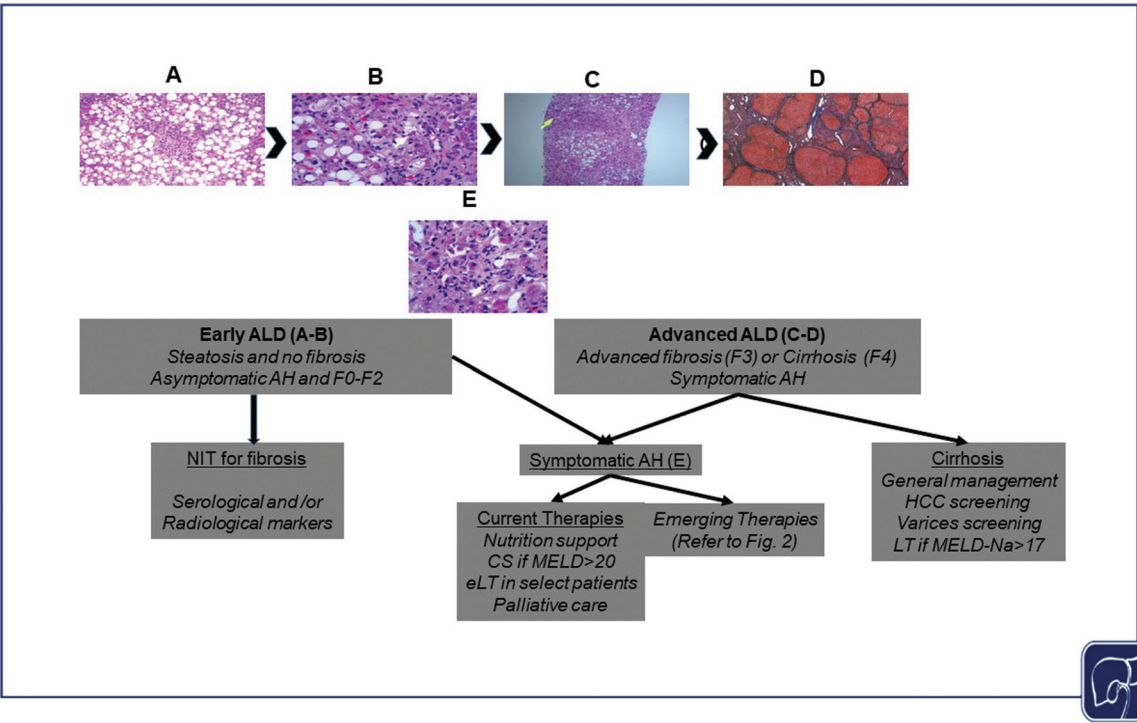 A
B
C
D
E
Early ALD (A-B)
Steatosis and no fibrosis
Asymptomatic AH and F0-F2
Advanced ALD (C-D)
Advanced fibrosis (F3) or Cirrhosis (F4)
Symptomatic AH
NIT for fibrosis
Serological and /or
Radiological markers
Symptomatic AH (E)
Current Therapies
Nutrition support
CS if MELD>20
eLT in select patients
Palliative care
Emerging Therapies
(Refer to Fig. 2)
Cirrhosis
General management
HCC screening
Varices screening
LT if MELD-Na>17